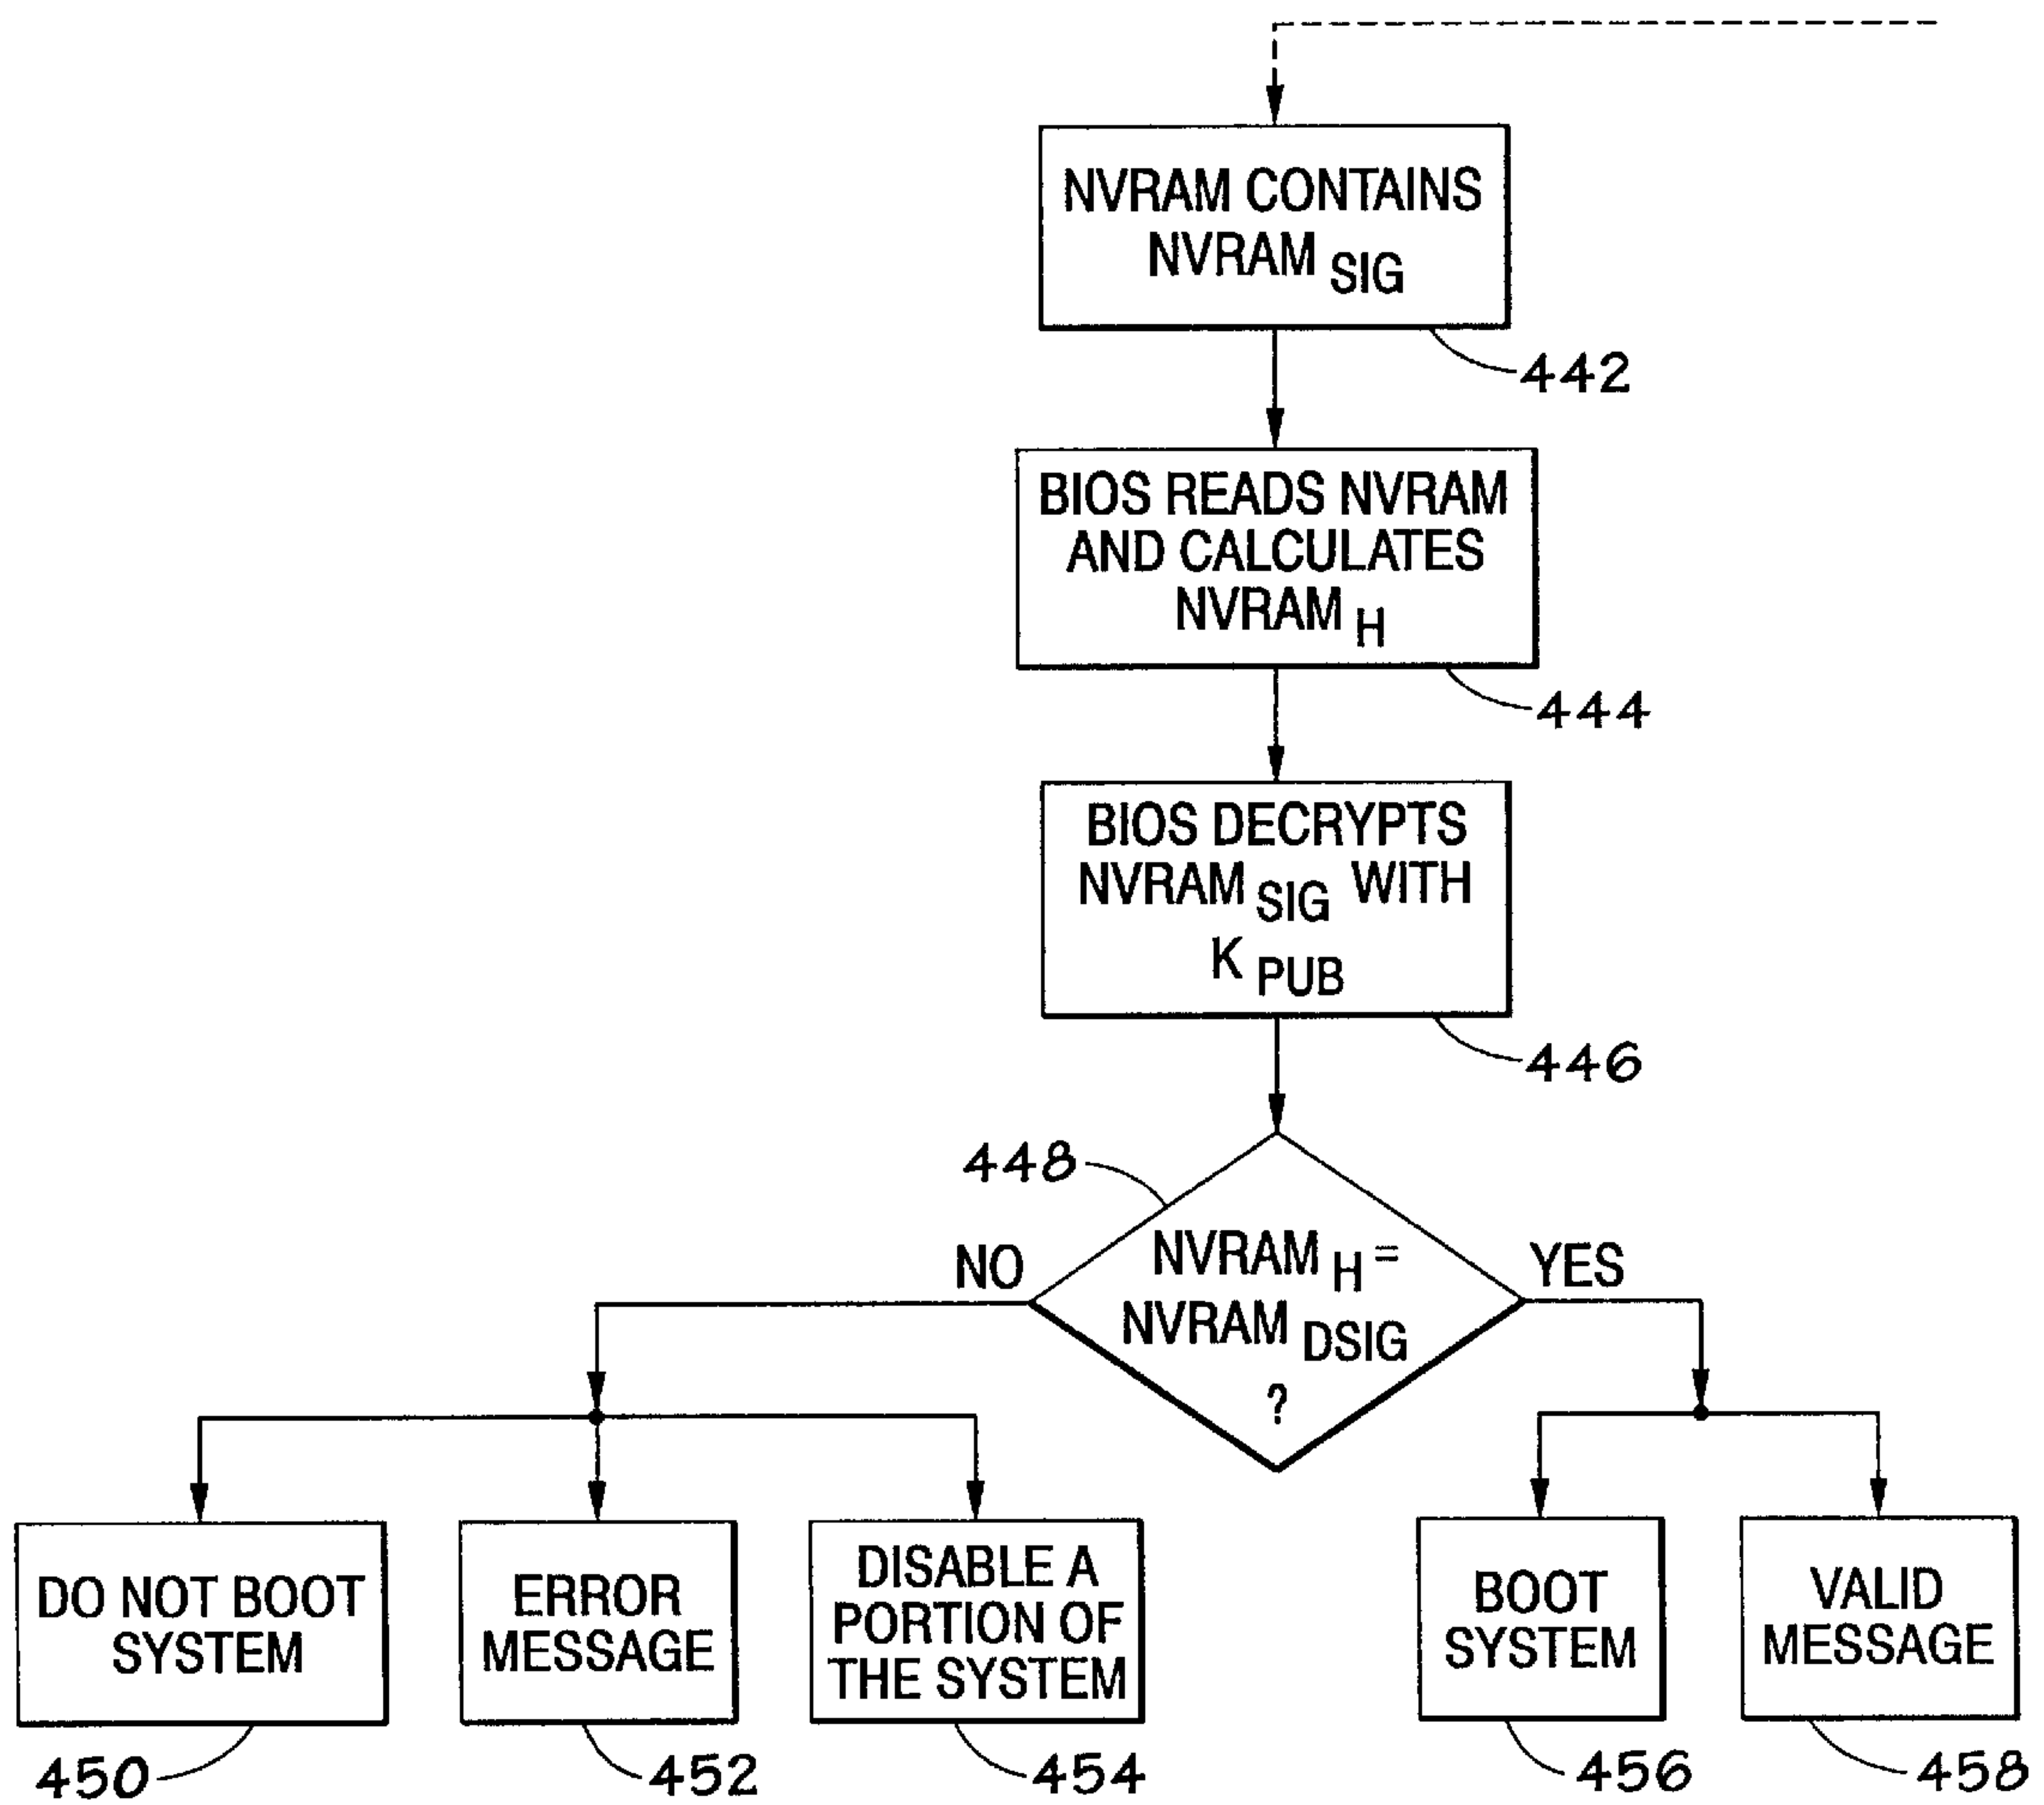 NVRAM CONTAINS
NVRAM SIG
442
BIOS READS NVRAM
AND CALCULATES
NVRAM H
444
BIOS DECRYPTS
NVRAM SIG WITH
K PUB
446
448
NO
YES
NVRAM H =
NVRAM DSIG
?
DO NOT BOOT
SYSTEM
450
ERROR
MESSAGE
452
DISABLE A
PORTION OF
THE SYSTEM
454
BOOT
SYSTEM
456
VALID
MESSAGE
458